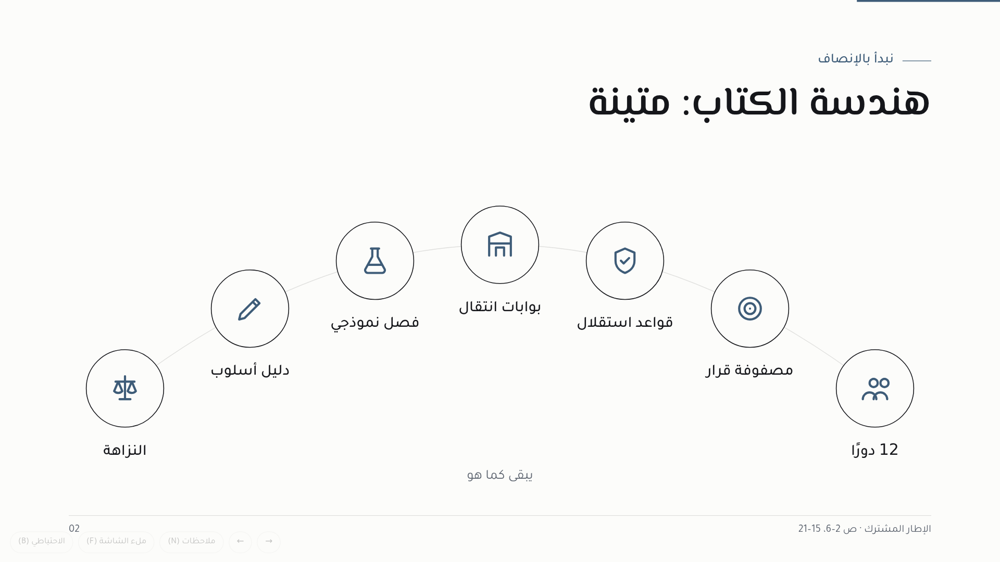 نبدأ بالإنصاف
هندسة الكتاب: متينة
12 دورًا
مصفوفة قرار
قواعد استقلال
بوابات انتقال
فصل نموذجي
دليل أسلوب
النزاهة
يبقى كما هو
الإطار المشترك · ص 2-6، 15-21
02
→
←
ملاحظات (N)
ملء الشاشة (F)
الاحتياطي (B)